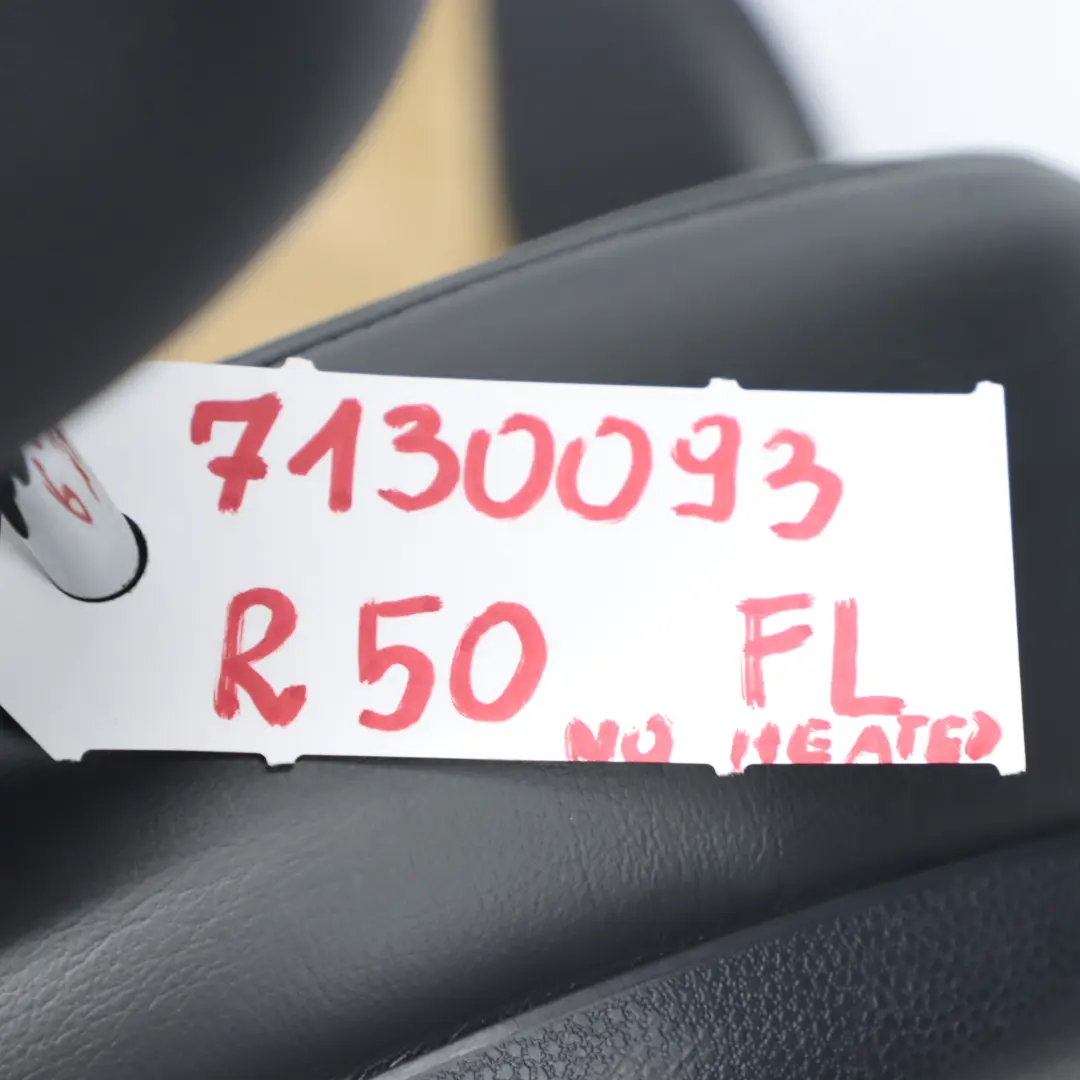 7130093
R50 FL
NO HEATED